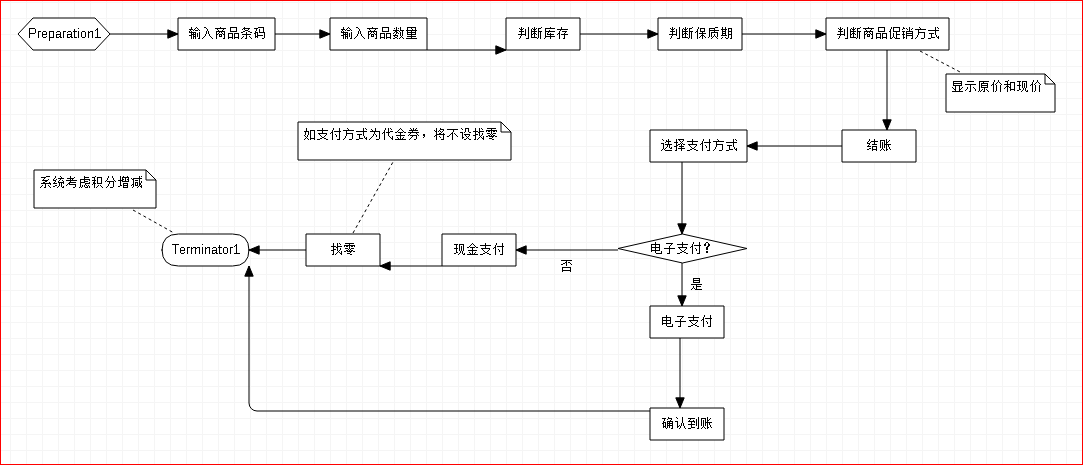 Preparation1
输入商品条码
输入商品数量
判断库存
判断保质期
判断商品促销方式
显示原价和现价
如支付方式为代金券，将不设找零
选择支付方式
结账
系统考虑积分增减
Terminator1
找零
现金支付
电子支付？
否
是
电子支付
确认到账